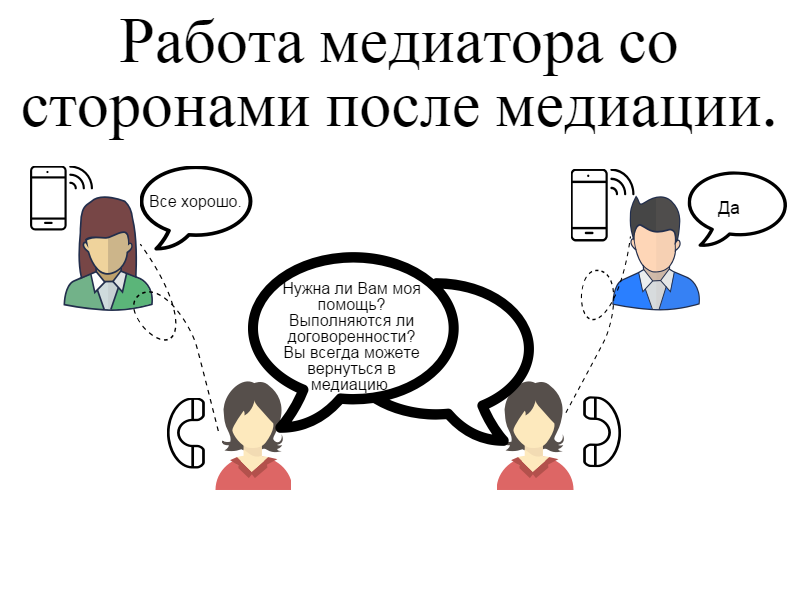 Работа медиатора со
сторонами после медиации.
Все хорошо.
Да
Нужна ли Вам моя
помощь?
Выполняются ли
договоренности?
Вы всегда можете
вернуться в
медиацию